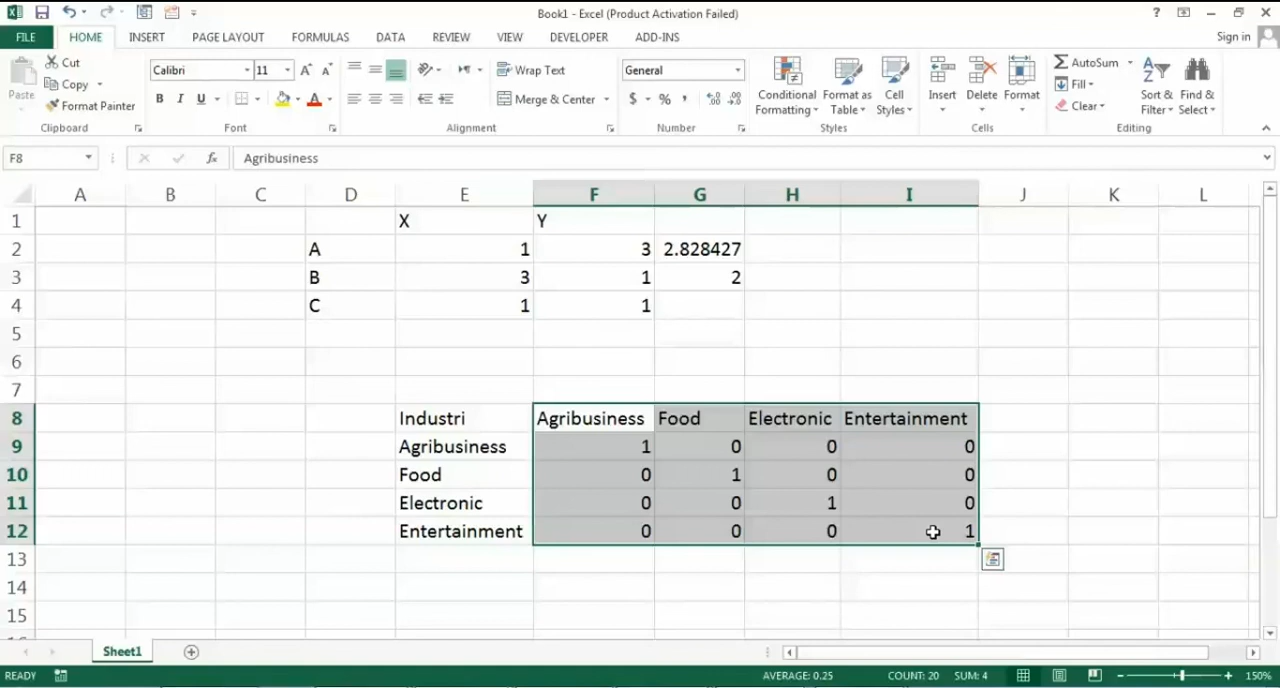 Book1 - Excel (Product Activation Failed)
FILE HOME INSERT PAGE LAYOUT FORMULAS DATA REVIEW VIEW DEVELOPER ADD-INS Sign in
Paste
Cut
Copy
Format Painter
Clipboard
Calibri 11
B I U
Font
Wrap Text
Merge & Center
Alignment
General
$ % ,
Number
Conditional Formatting
Format as Table
Cell Styles
Styles
Insert Delete Format
Cells
AutoSum
Fill
Clear
Sort & Filter
Find & Select
Editing
F8 fx Agribusiness
A B C D E F G H I J K L
1 X Y
2 A 1 3 2.828427
3 B 3 1 2
4 C 1 1
5
6
7
8 Industri Agribusiness Food Electronic Entertainment
9 Agribusiness 1 0 0 0
10 Food 0 1 0 0
11 Electronic 0 0 1 0
12 Entertainment 0 0 0 1
13
14
15
Sheet1
READY AVERAGE: 0.25 COUNT: 20 SUM: 4 150%